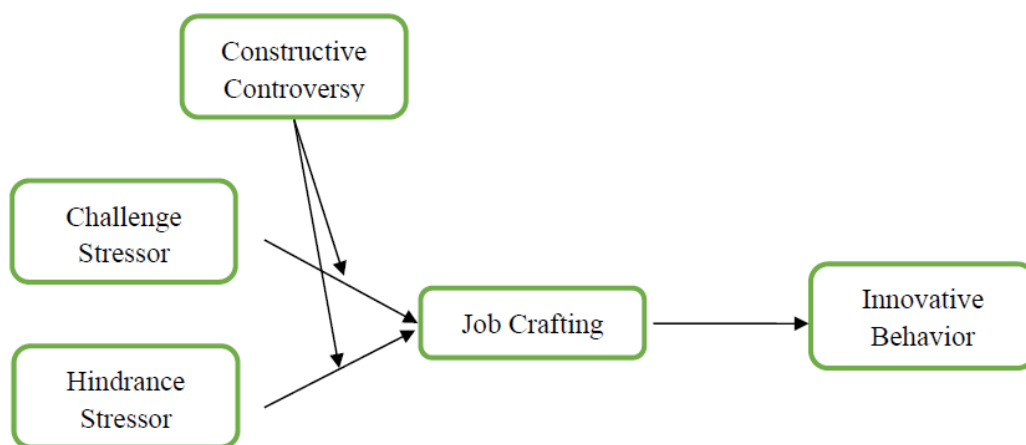 Constructive
Controversy
Challenge
Stressor
Job Crafting
Innovative
Behavior
Hindrance
Stressor